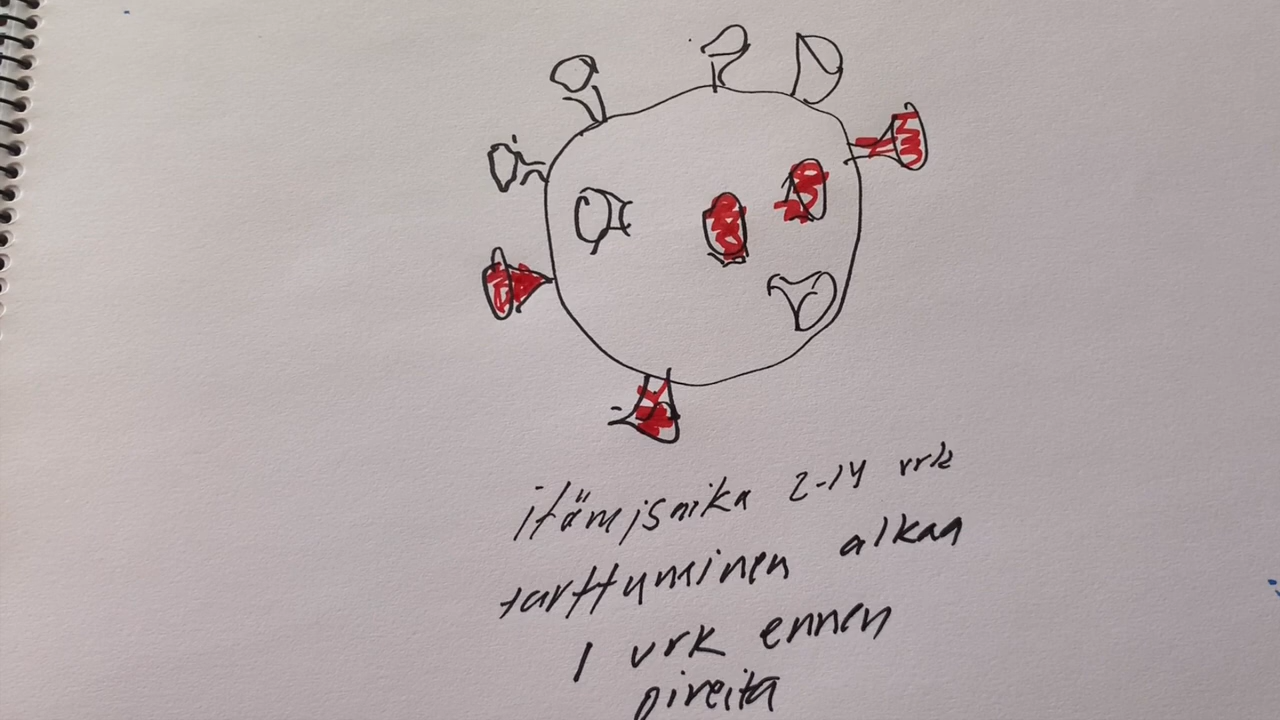 itämisaika 2-14 vrk
tarttuminen alkaa
1 vrk ennen
oireita